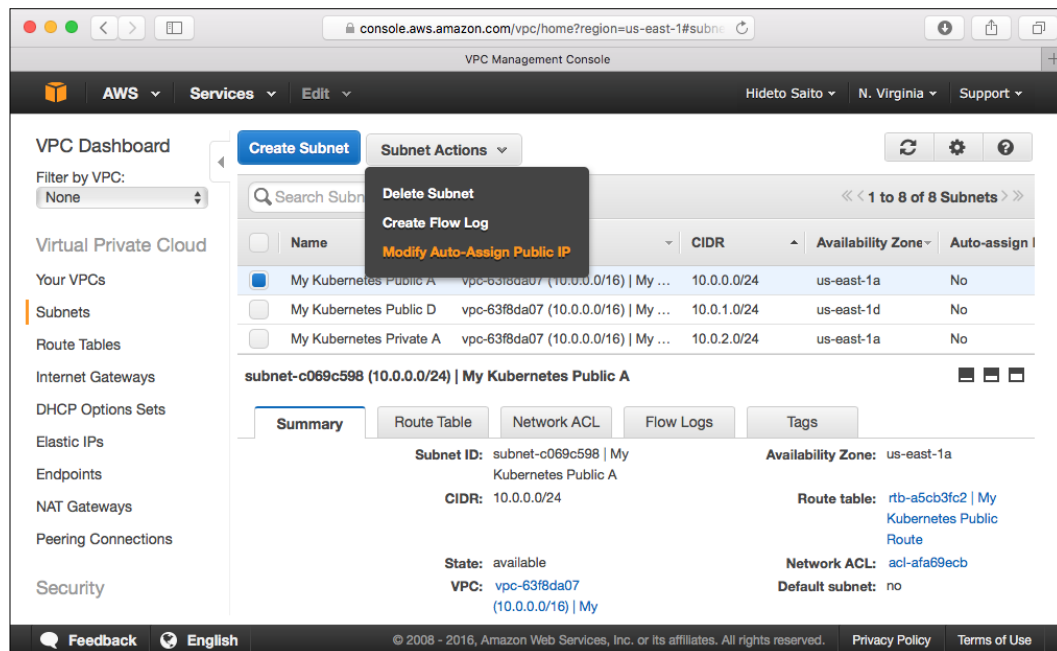 console.aws.amazon.com/vpc/home?region=us-east-1#subne
VPC Management Console
AWS Services Edit Hideto Saito N. Virginia Support
VPC Dashboard
Filter by VPC:
None
Virtual Private Cloud
Your VPCs
Subnets
Route Tables
Internet Gateways
DHCP Options Sets
Elastic IPs
Endpoints
NAT Gateways
Peering Connections
Security
Create Subnet Subnet Actions
Delete Subnet
Create Flow Log
Modify Auto-Assign Public IP
Search Subn 1 to 8 of 8 Subnets
Name CIDR Availability Zone Auto-assign
My Kubernetes Public A vpc-63f8da07 (10.0.0.0/16) | My ... 10.0.0.0/24 us-east-1a No
My Kubernetes Public D vpc-63f8da07 (10.0.0.0/16) | My ... 10.0.1.0/24 us-east-1d No
My Kubernetes Private A vpc-63f8da07 (10.0.0.0/16) | My ... 10.0.2.0/24 us-east-1a No
subnet-c069c598 (10.0.0.0/24) | My Kubernetes Public A
Summary Route Table Network ACL Flow Logs Tags
Subnet ID: subnet-c069c598 | My
Kubernetes Public A
CIDR: 10.0.0.0/24
State: available
VPC: vpc-63f8da07
(10.0.0.0/16) | My
Availability Zone: us-east-1a
Route table: rtb-a5cb3fc2 | My
Kubernetes Public
Route
Network ACL: acl-afa69ecb
Default subnet: no
Feedback English © 2008 - 2016, Amazon Web Services, Inc. or its affiliates. All rights reserved. Privacy Policy Terms of Use